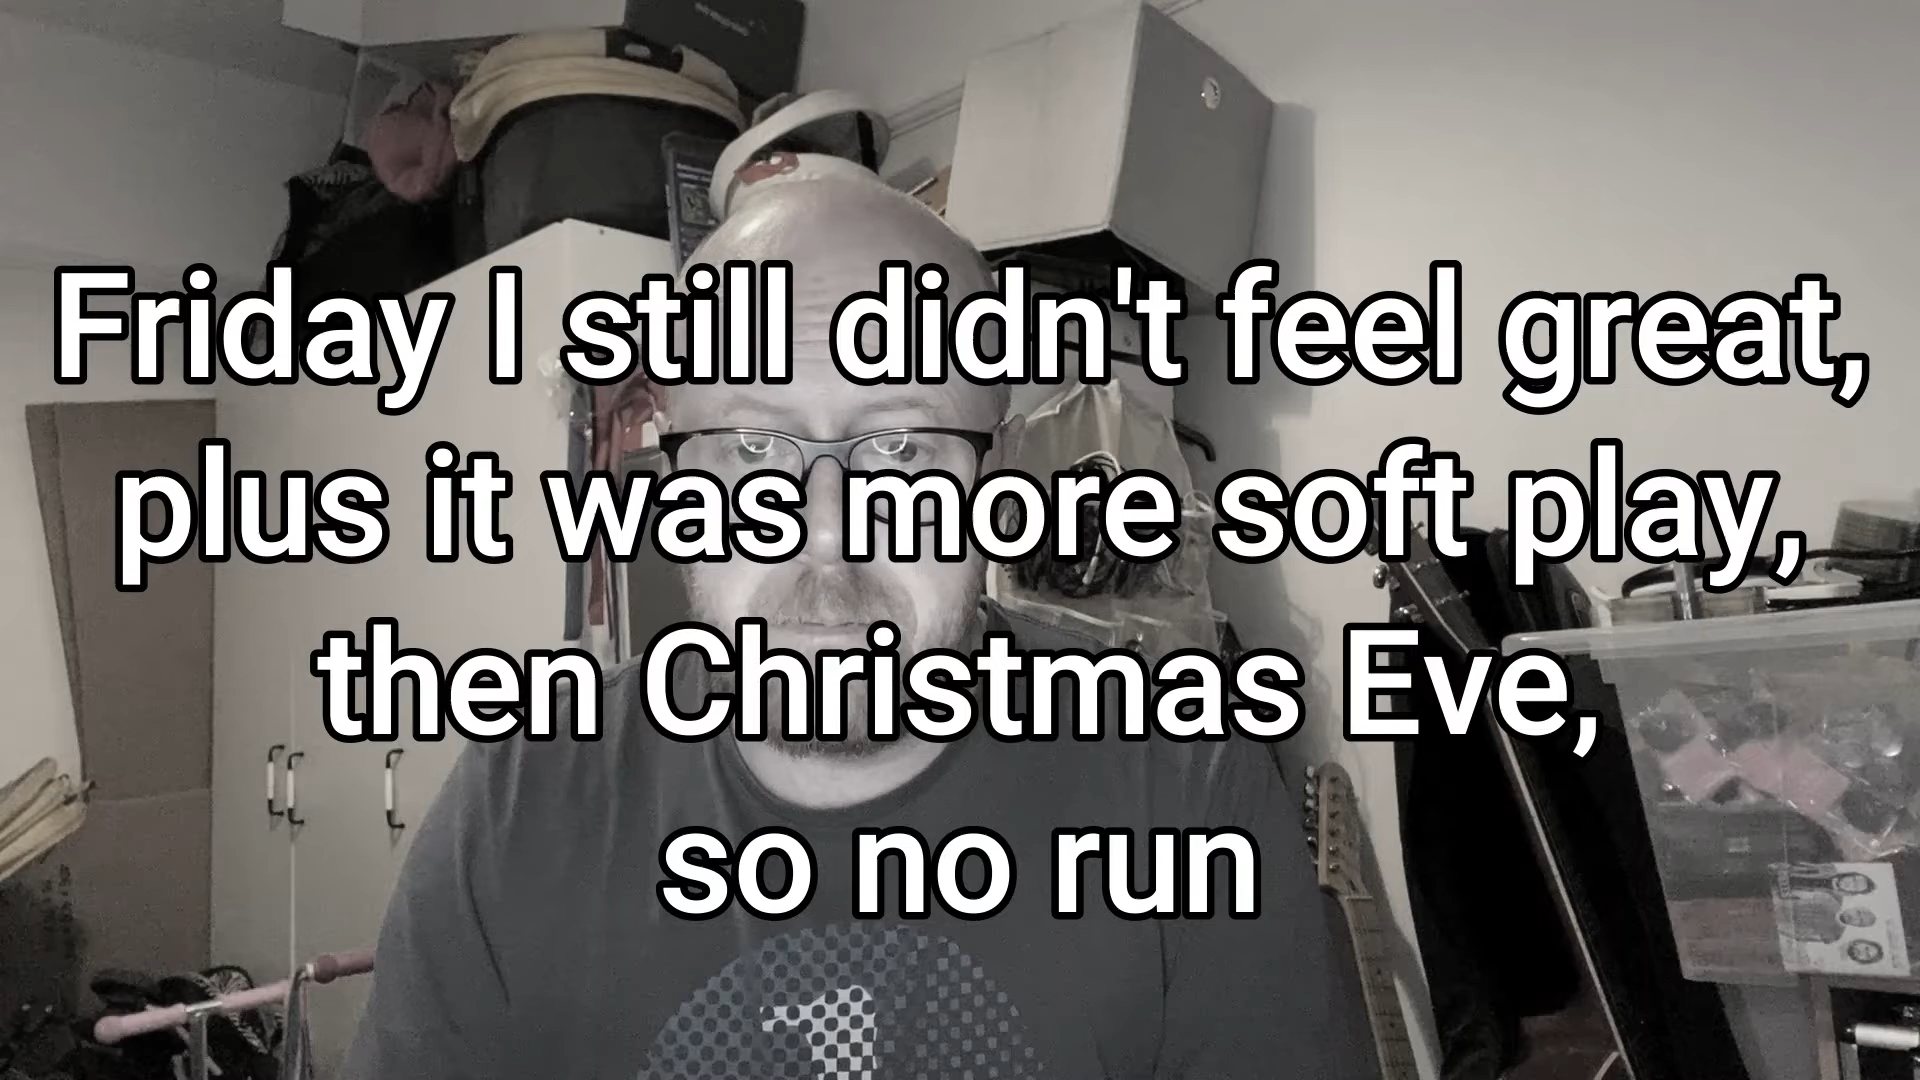 Friday I still didn't feel great,
plus it was more soft play,
then Christmas Eve,
so no run